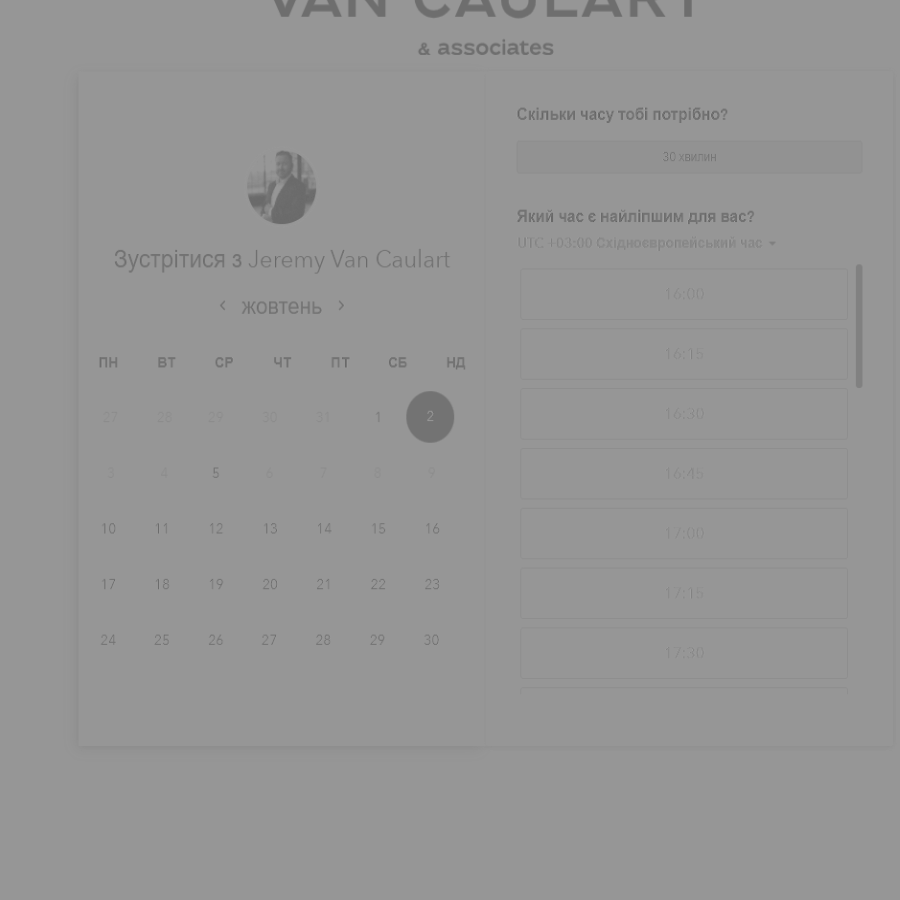 VAN CAULART
& associates
Зустрітися з Jeremy Van Caulart
жовтень
ПН ВТ СР ЧТ ПТ СБ НД
27 28 29 30 31 1 2
3 4 5 6 7 8 9
10 11 12 13 14 15 16
17 18 19 20 21 22 23
24 25 26 27 28 29 30
Скільки часу тобі потрібно?
30 хвилин
Який час є найліпшим для вас?
UTC +03:00 Східноєвропейський час
16:00
16:15
16:30
16:45
17:00
17:15
17:30